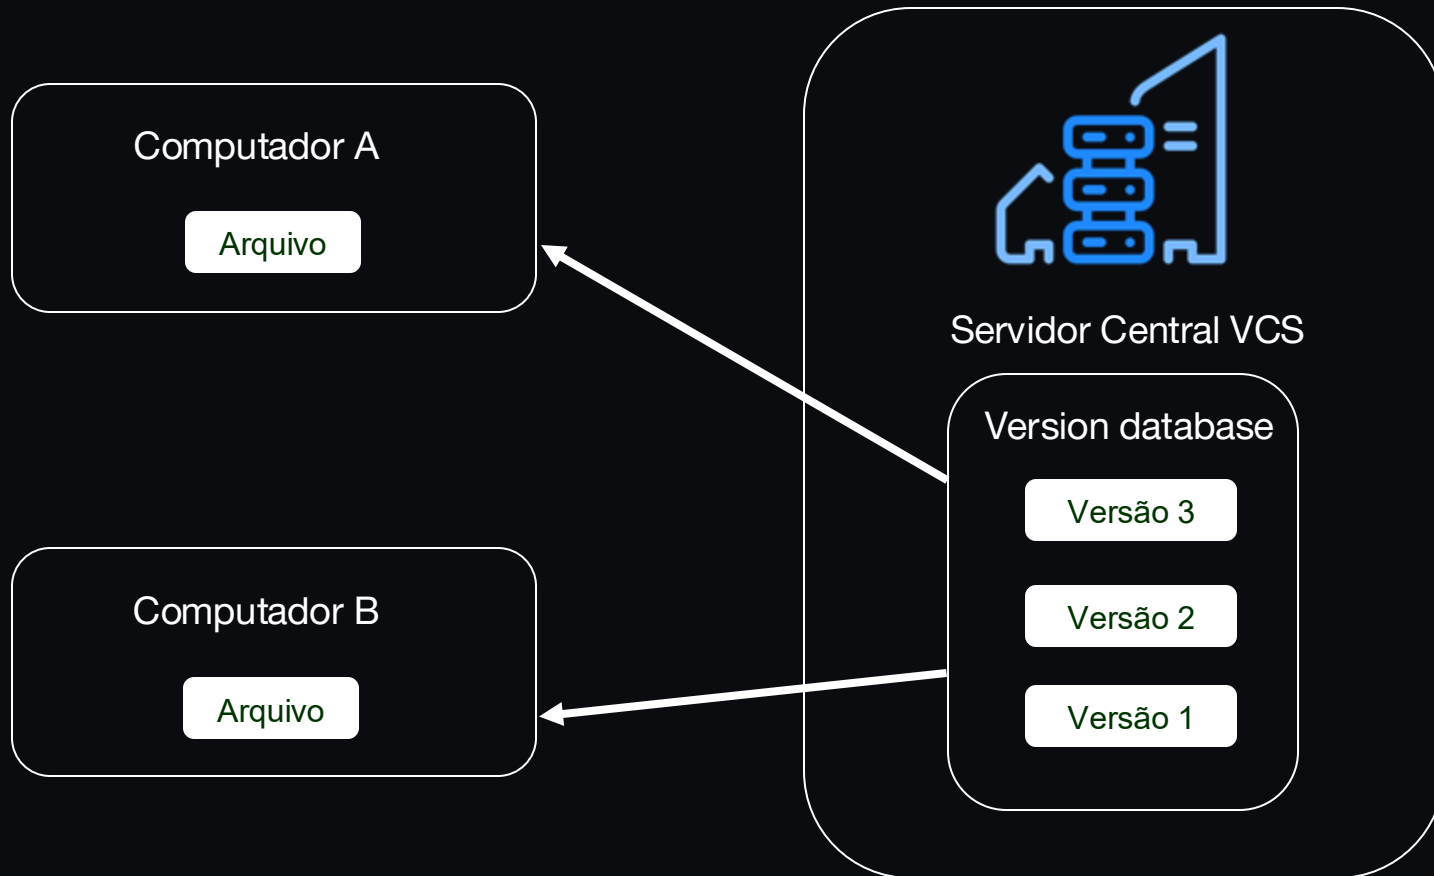 Computador A
Arquivo
Servidor Central VCS
Version database
Versão 3
Versão 2
Versão 1
Computador B
Arquivo